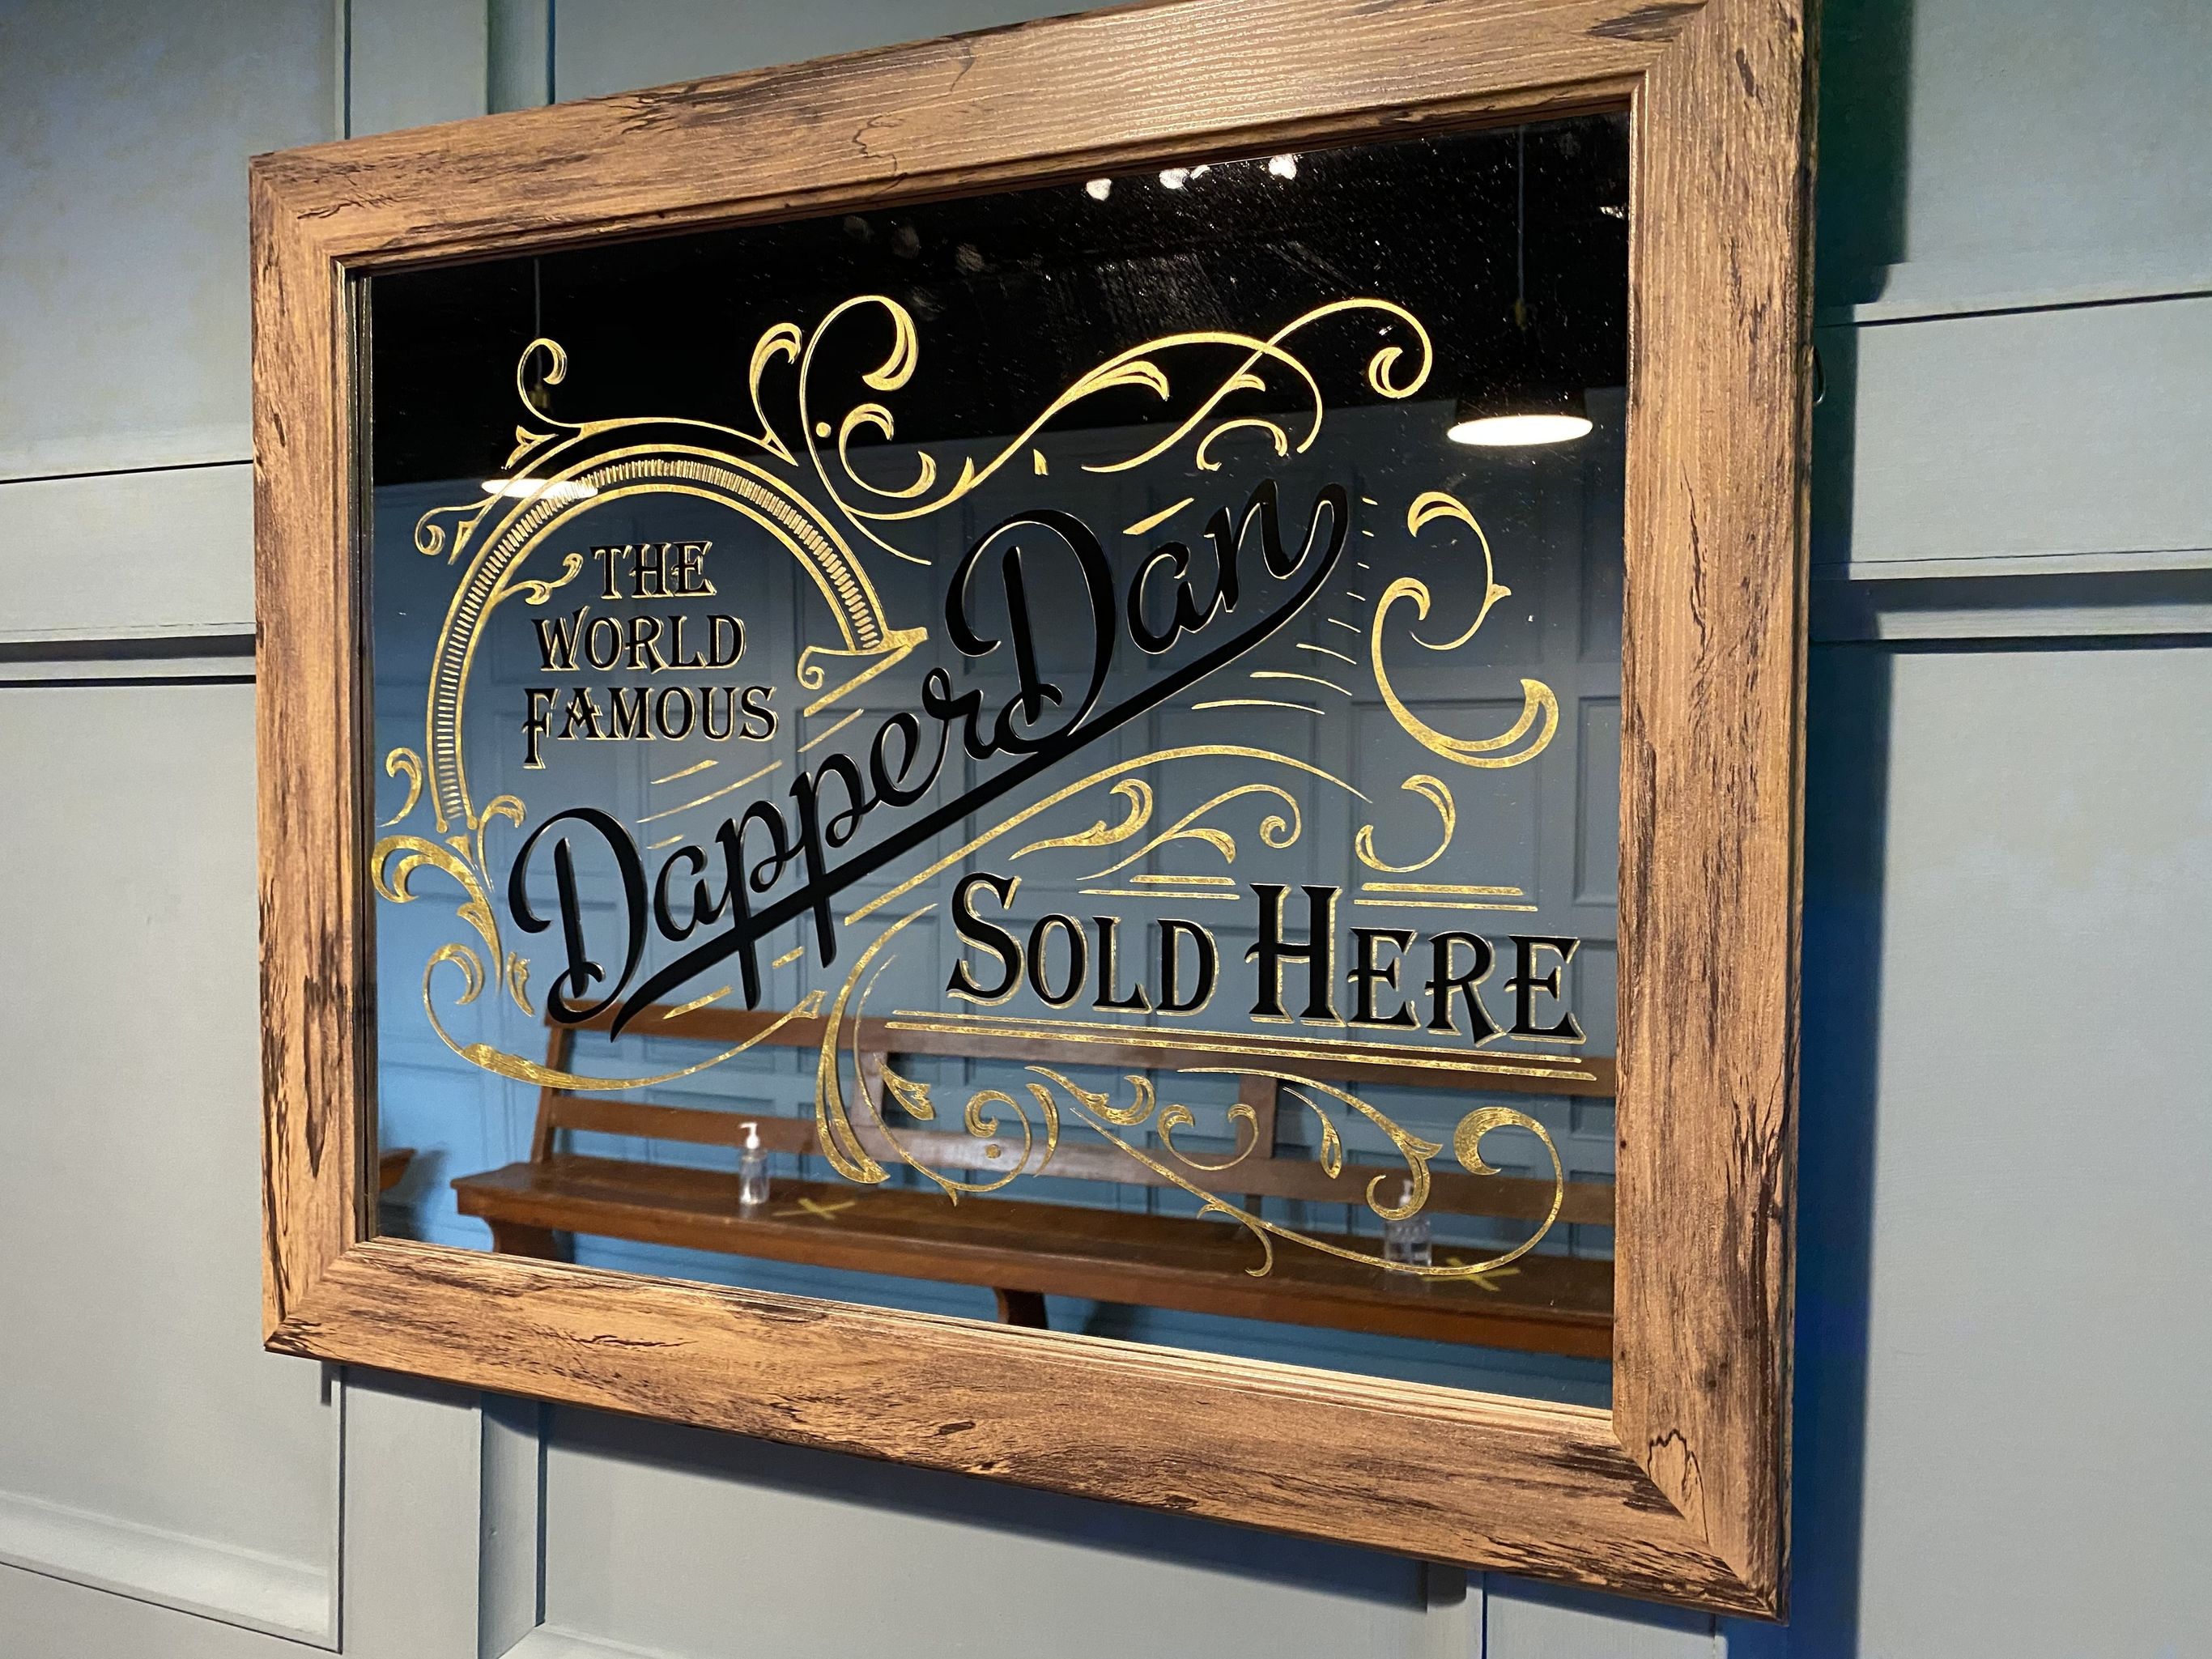 THE
WORLD
FAMOUS
Dapper Dan
SOLD HERE